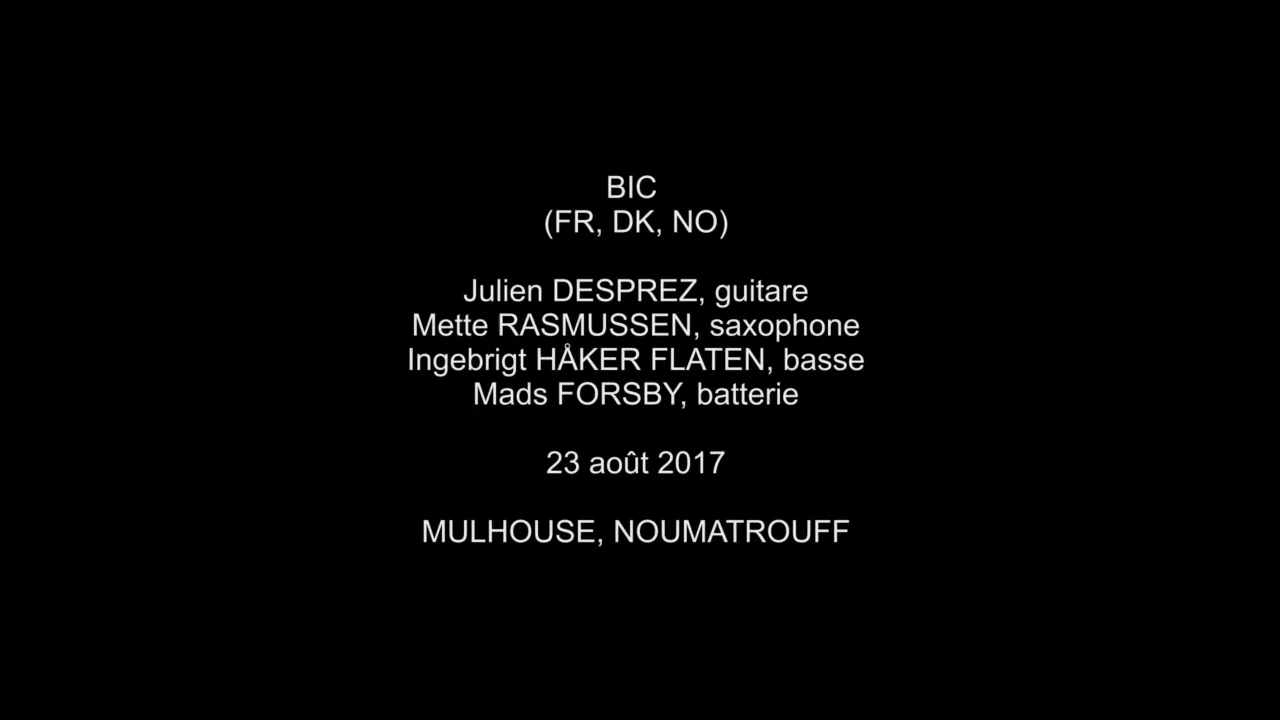 BIC
(FR, DK, NO)
Julien DESPREZ, guitare
Mette RASMUSSEN, saxophone
Ingebrigt HÅKER FLATEN, basse
Mads FORSBY, batterie
23 août 2017
MULHOUSE, NOUMATROUFF